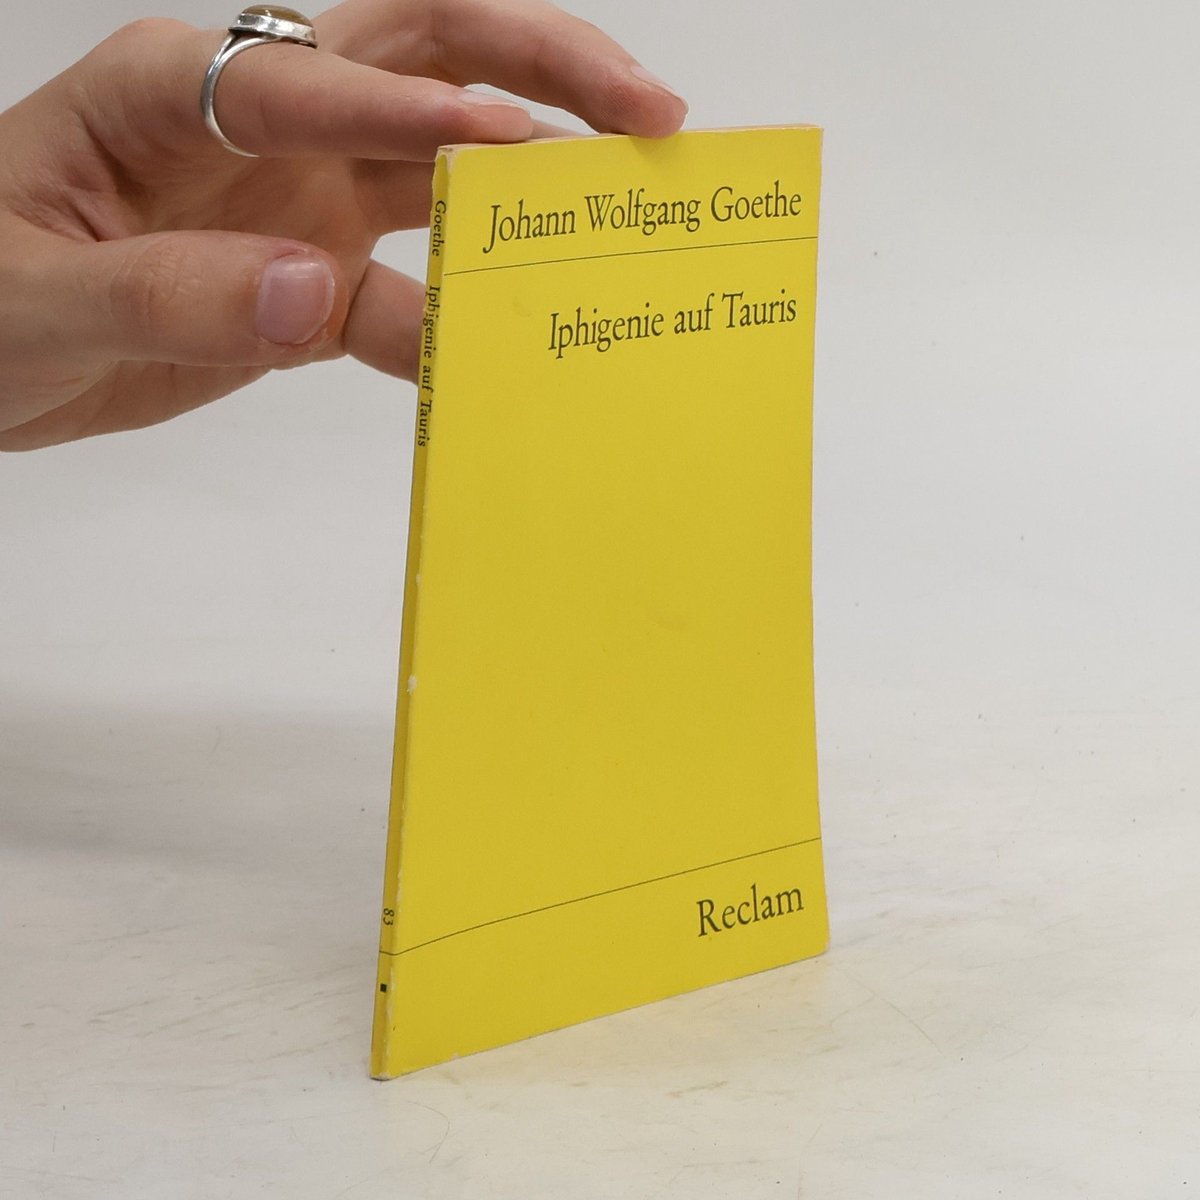 Johann Wolfgang Goethe
Iphigenie auf Tauris
Reclam
Goethe Iphigenie auf Tauris
83